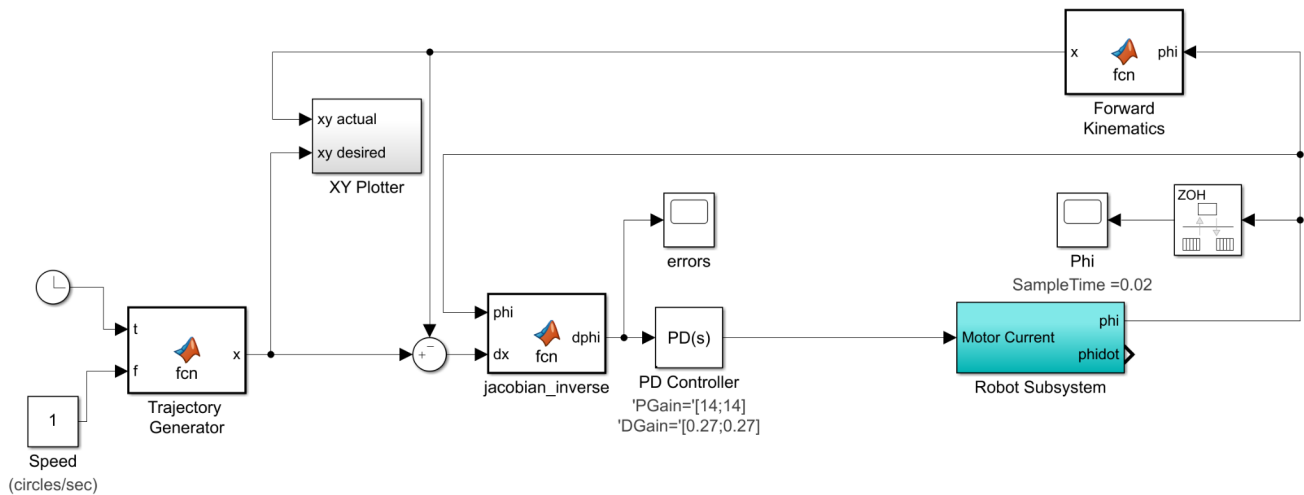 x
phi
fcn
Forward
Kinematics
xy actual
xy desired
XY Plotter
ZOH
errors
Phi
SampleTime =0.02
t
f
x
fcn
Trajectory
Generator
1
Speed
(circles/sec)
+
−
phi
dx
dphi
fcn
jacobian_inverse
PD(s)
PD Controller
'PGain='[14;14]
'DGain='[0.27;0.27]
Motor Current
phi
phidot
Robot Subsystem